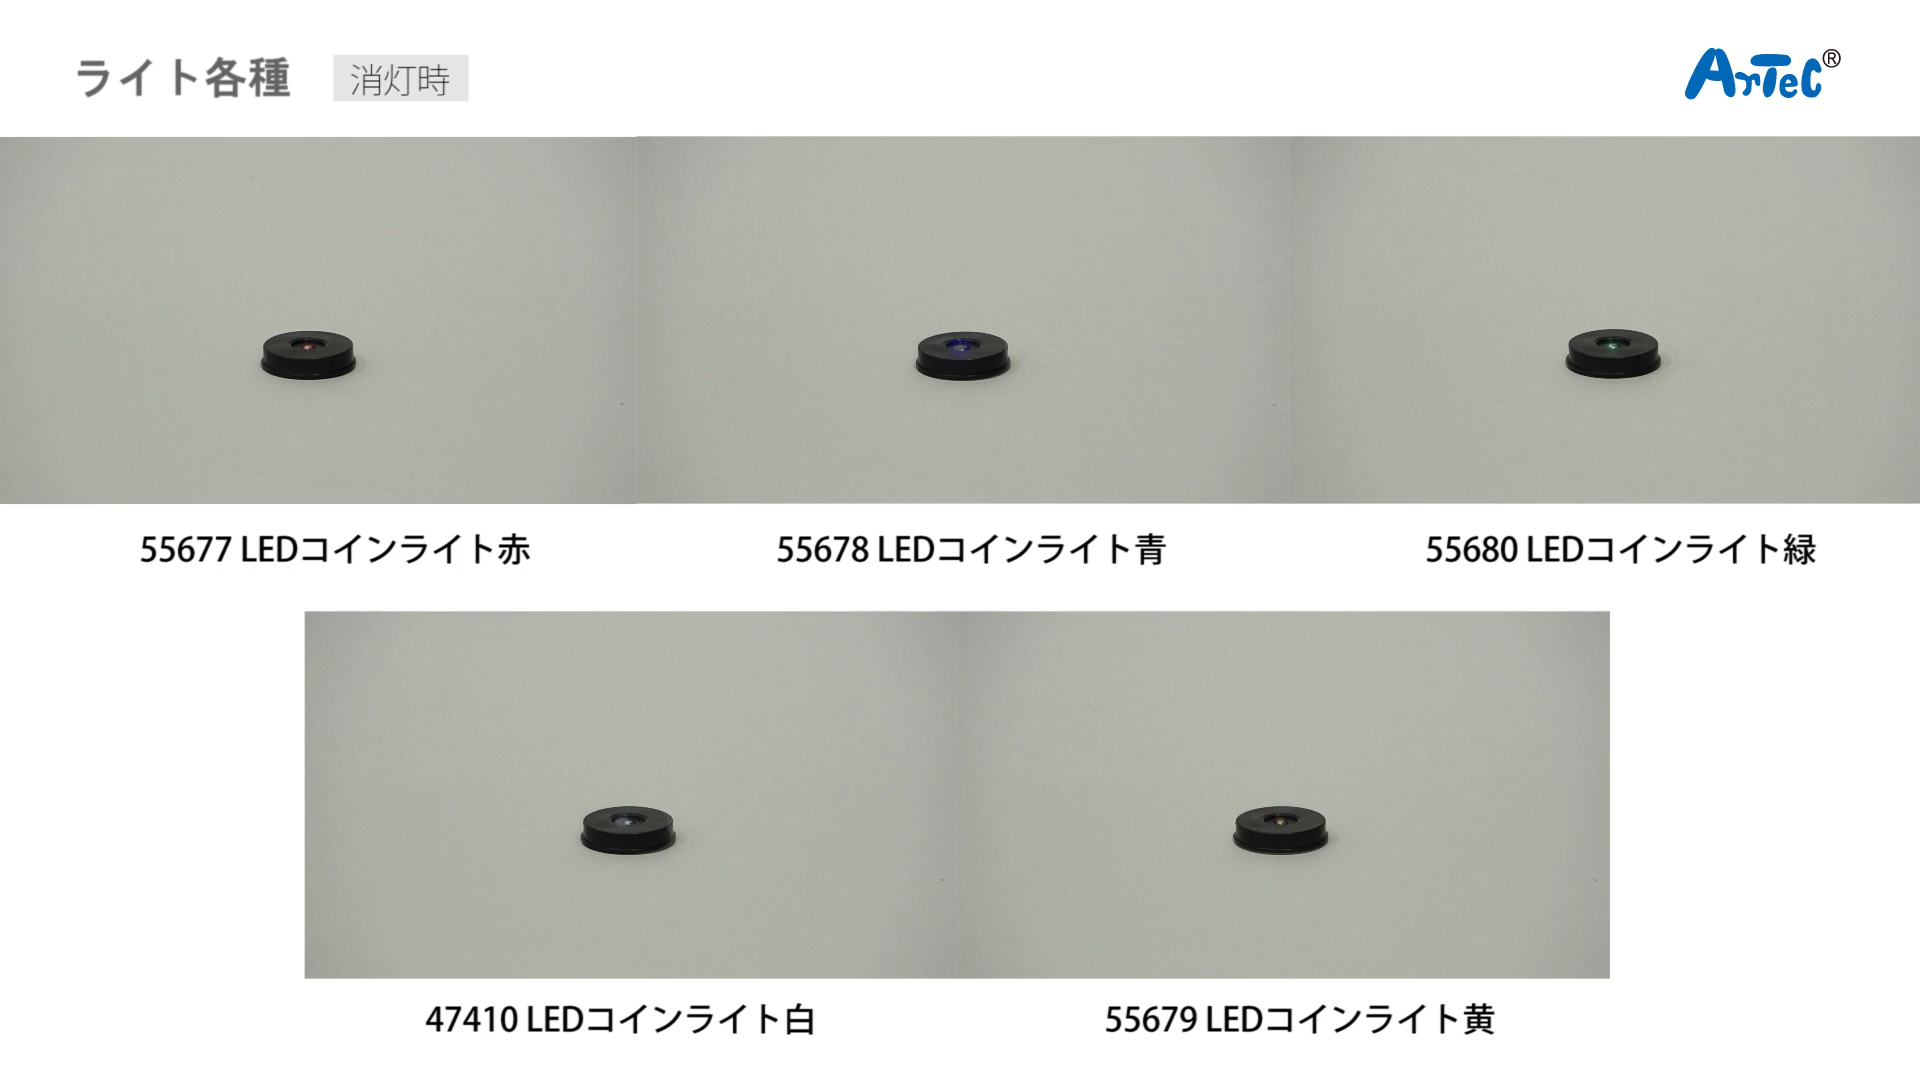 ライト各種 消灯時
ArTeC®
55677 LEDコインライト赤
55678 LEDコインライト青
55680 LEDコインライト緑
47410 LEDコインライト白
55679 LEDコインライト黄